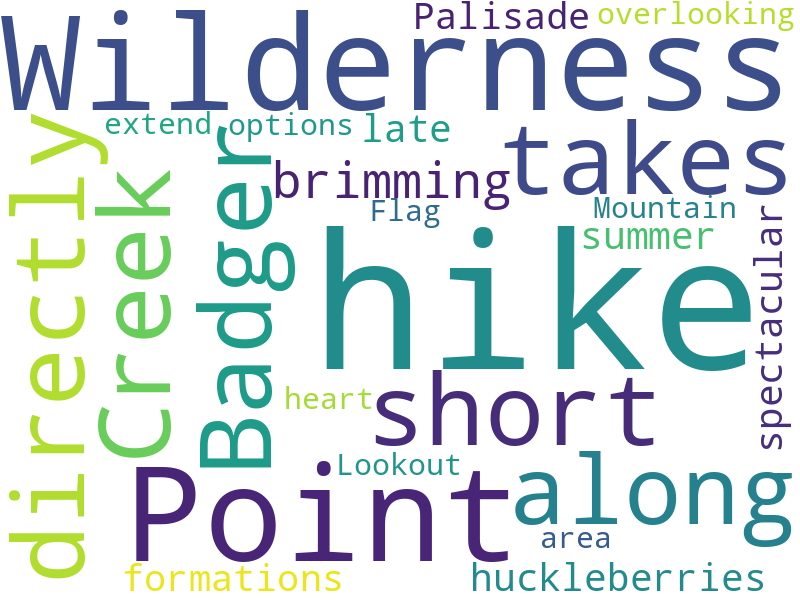 Palisade
overlooking
Wilderness
extend
options
late
takes
brimming
directly
Creek
Badger
Flag
Mountain
summer
spectacular
hike
heart
short
Lookout
Point
along
area
formations
huckleberries